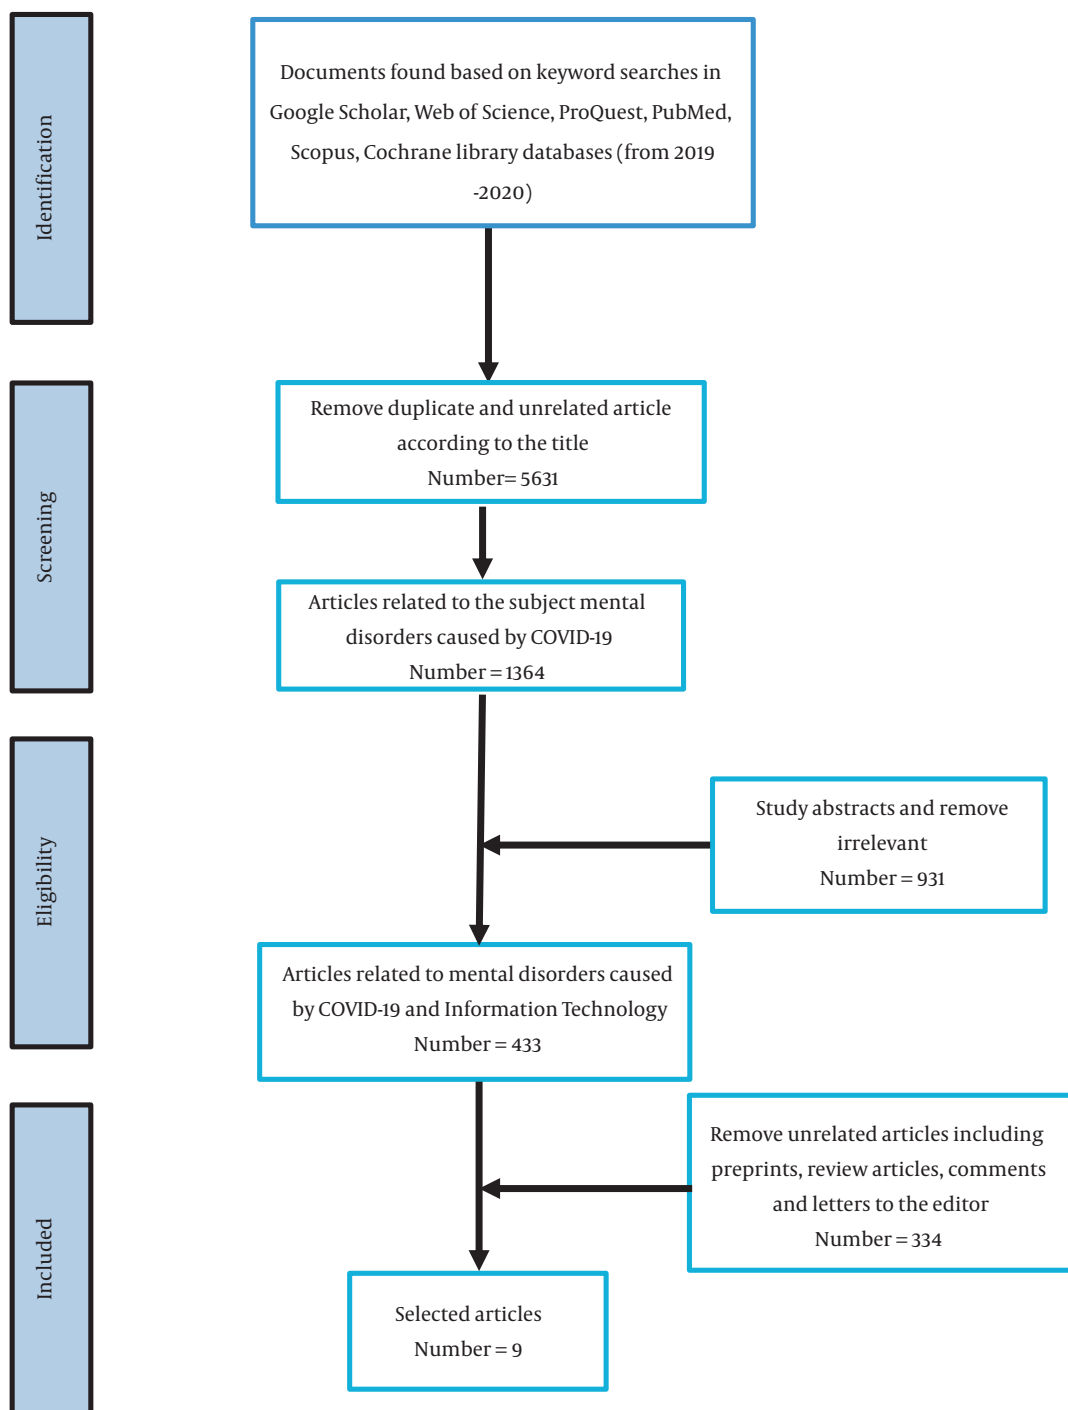 Identification
Documents found based on keyword searches in
Google Scholar, Web of Science, ProQuest, PubMed,
Scopus, Cochrane library databases (from 2019
-2020)
Screening
Remove duplicate and unrelated article
according to the title
Number= 5631
Articles related to the subject mental
disorders caused by COVID-19
Number = 1364
Eligibility
Study abstracts and remove
irrelevant
Number = 931
Articles related to mental disorders caused
by COVID-19 and Information Technology
Number = 433
Included
Remove unrelated articles including
preprints, review articles, comments
and letters to the editor
Number = 334
Selected articles
Number = 9